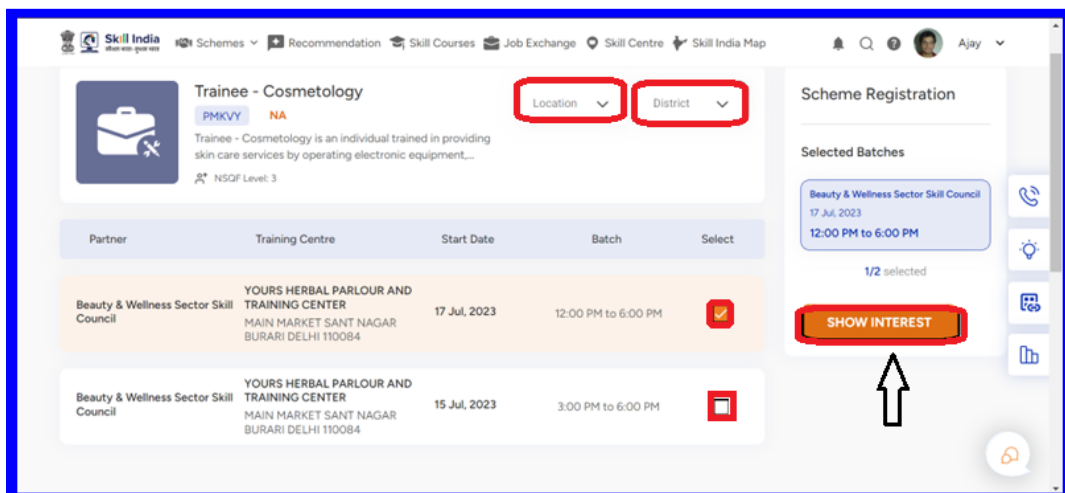 Skill India
कौशल भारत-कुशल भारत
Schemes
Recommendation
Skill Courses
Job Exchange
Skill Centre
Skill India Map
Ajay
Trainee - Cosmetology
PMKVY NA
Trainee - Cosmetology is an individual trained in providing
skin care services by operating electronic equipment,...
NSQF Level: 3
Location
District
Partner Training Centre Start Date Batch Select
Beauty & Wellness Sector Skill
Council
YOURS HERBAL PARLOUR AND
TRAINING CENTER
MAIN MARKET SANT NAGAR
BURARI DELHI 110084
17 Jul, 2023
12:00 PM to 6:00 PM
Beauty & Wellness Sector Skill
Council
YOURS HERBAL PARLOUR AND
TRAINING CENTER
MAIN MARKET SANT NAGAR
BURARI DELHI 110084
15 Jul, 2023
3:00 PM to 6:00 PM
Scheme Registration
Selected Batches
Beauty & Wellness Sector Skill Council
17 Jul, 2023
12:00 PM to 6:00 PM
1/2 selected
SHOW INTEREST